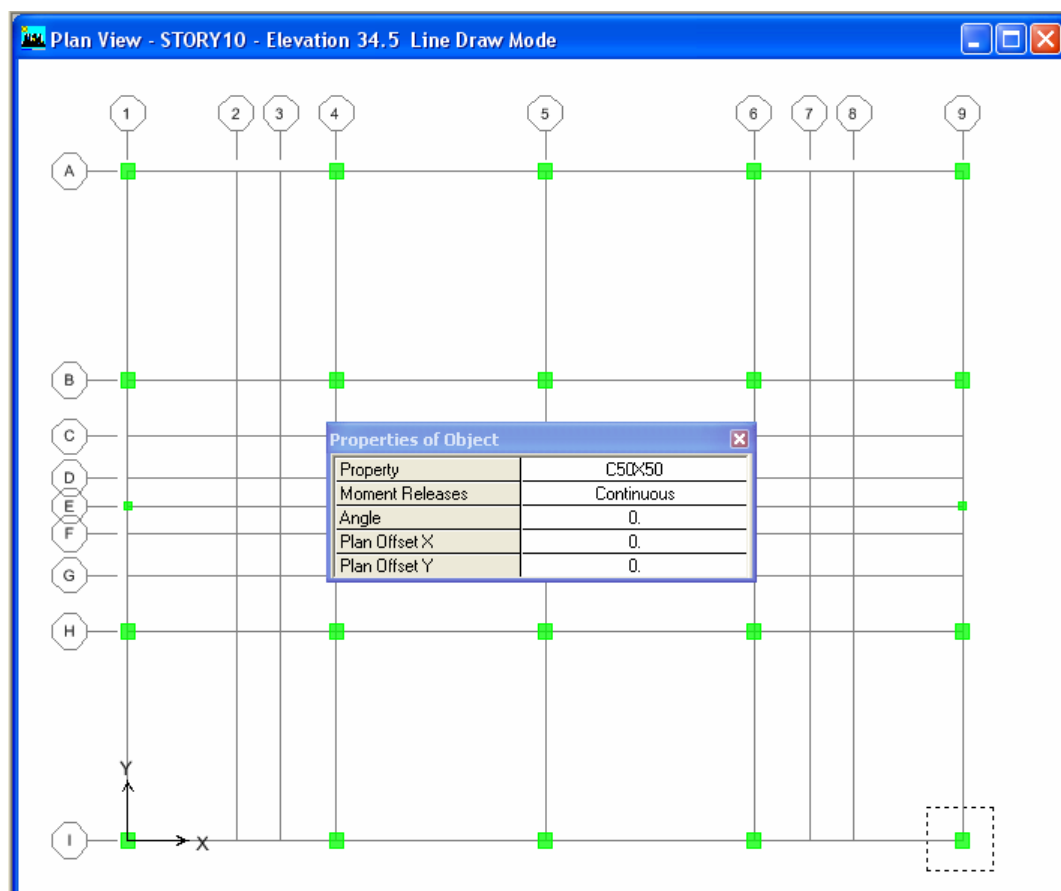 Plan View - STORY10 - Elevation 34.5 Line Draw Mode
1 2 3 4 5 6 7 8 9
A
B
C
Properties of Object
Property C50X50
D
Moment Releases Continuous
E
Angle 0.
F
Plan Offset X 0.
Plan Offset Y 0.
G
H
Y
I
X